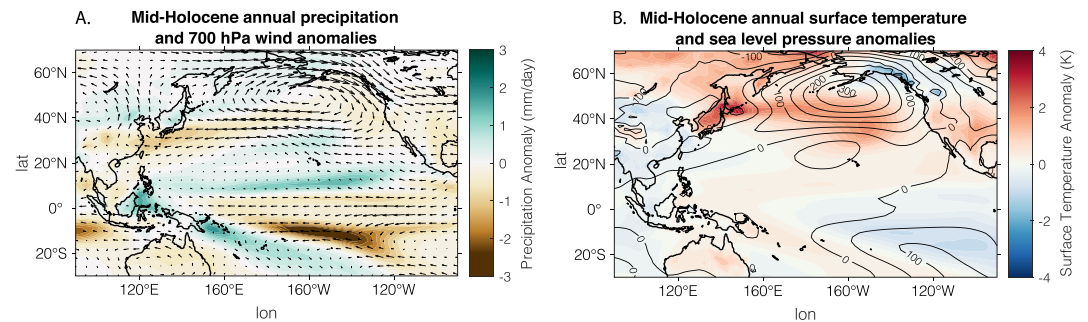 A. Mid-Holocene annual precipitation
and 700 hPa wind anomalies
60°N
40°N
20°N
0°
20°S
lat
120°E 160°E 160°W 120°W
lon
3
2
1
0
-1
-2
-3
Precipitation Anomaly (mm/day)
B. Mid-Holocene annual surface temperature
and sea level pressure anomalies
60°N
40°N
20°N
0°
20°S
lat
120°E 160°E 160°W 120°W
lon
-100
200
300
0
0
0
-100
0
4
2
0
-2
-4
Surface Temperature Anomaly (K)